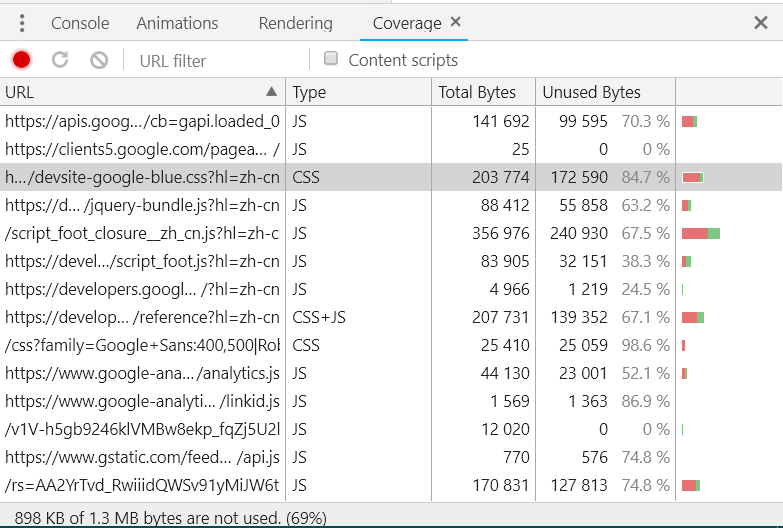 Console Animations Rendering Coverage ×
URL filter Content scripts
URL Type Total Bytes Unused Bytes
https://apis.goog…/cb=gapi.loaded_0 JS 141 692 99 595 70.3 %
https://clients5.google.com/pagea… / JS 25 0 0 %
h…/devsite-google-blue.css?hl=zh-cn CSS 203 774 172 590 84.7 %
https://d… /jquery-bundle.js?hl=zh-cn JS 88 412 55 858 63.2 %
/script_foot_closure__zh_cn.js?hl=zh-c JS 356 976 240 930 67.5 %
https://devel…/script_foot.js?hl=zh-cn JS 83 905 32 151 38.3 %
https://developers.googl… /?hl=zh-cn JS 4 966 1 219 24.5 %
https://develop… /reference?hl=zh-cn CSS+JS 207 731 139 352 67.1 %
/css?family=Google+Sans:400,500|Rob CSS 25 410 25 059 98.6 %
https://www.google-ana…/analytics.js JS 44 130 23 001 52.1 %
https://www.google-analyti… /linkid.js JS 1 569 1 363 86.9 %
/v1V-h5gb9246klVMBw8ekp_fqZj5U2l JS 12 020 0 0 %
https://www.gstatic.com/feed… /api.js JS 770 576 74.8 %
/rs=AA2YrTvd_RwiiidQWSv91yMiJW6t JS 170 831 127 813 74.8 %
898 KB of 1.3 MB bytes are not used. (69%)